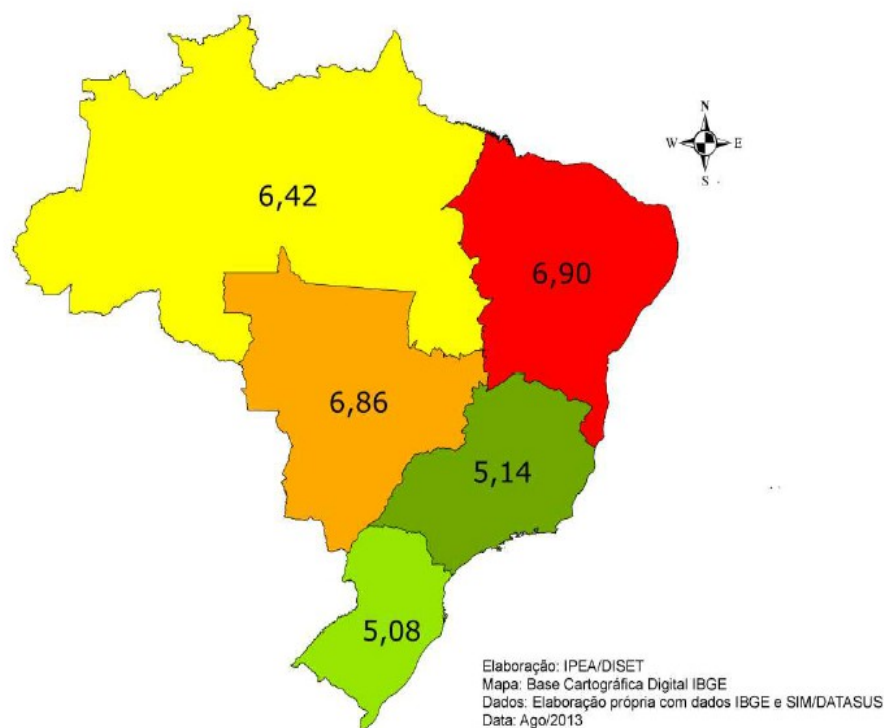 N
W E
S
6,42
6,90
6,86
5,14
5,08
Elaboração: IPEA/DISET
Mapa: Base Cartográfica Digital IBGE
Dados: Elaboração própria com dados IBGE e SIM/DATASUS
Data: Ago/2013